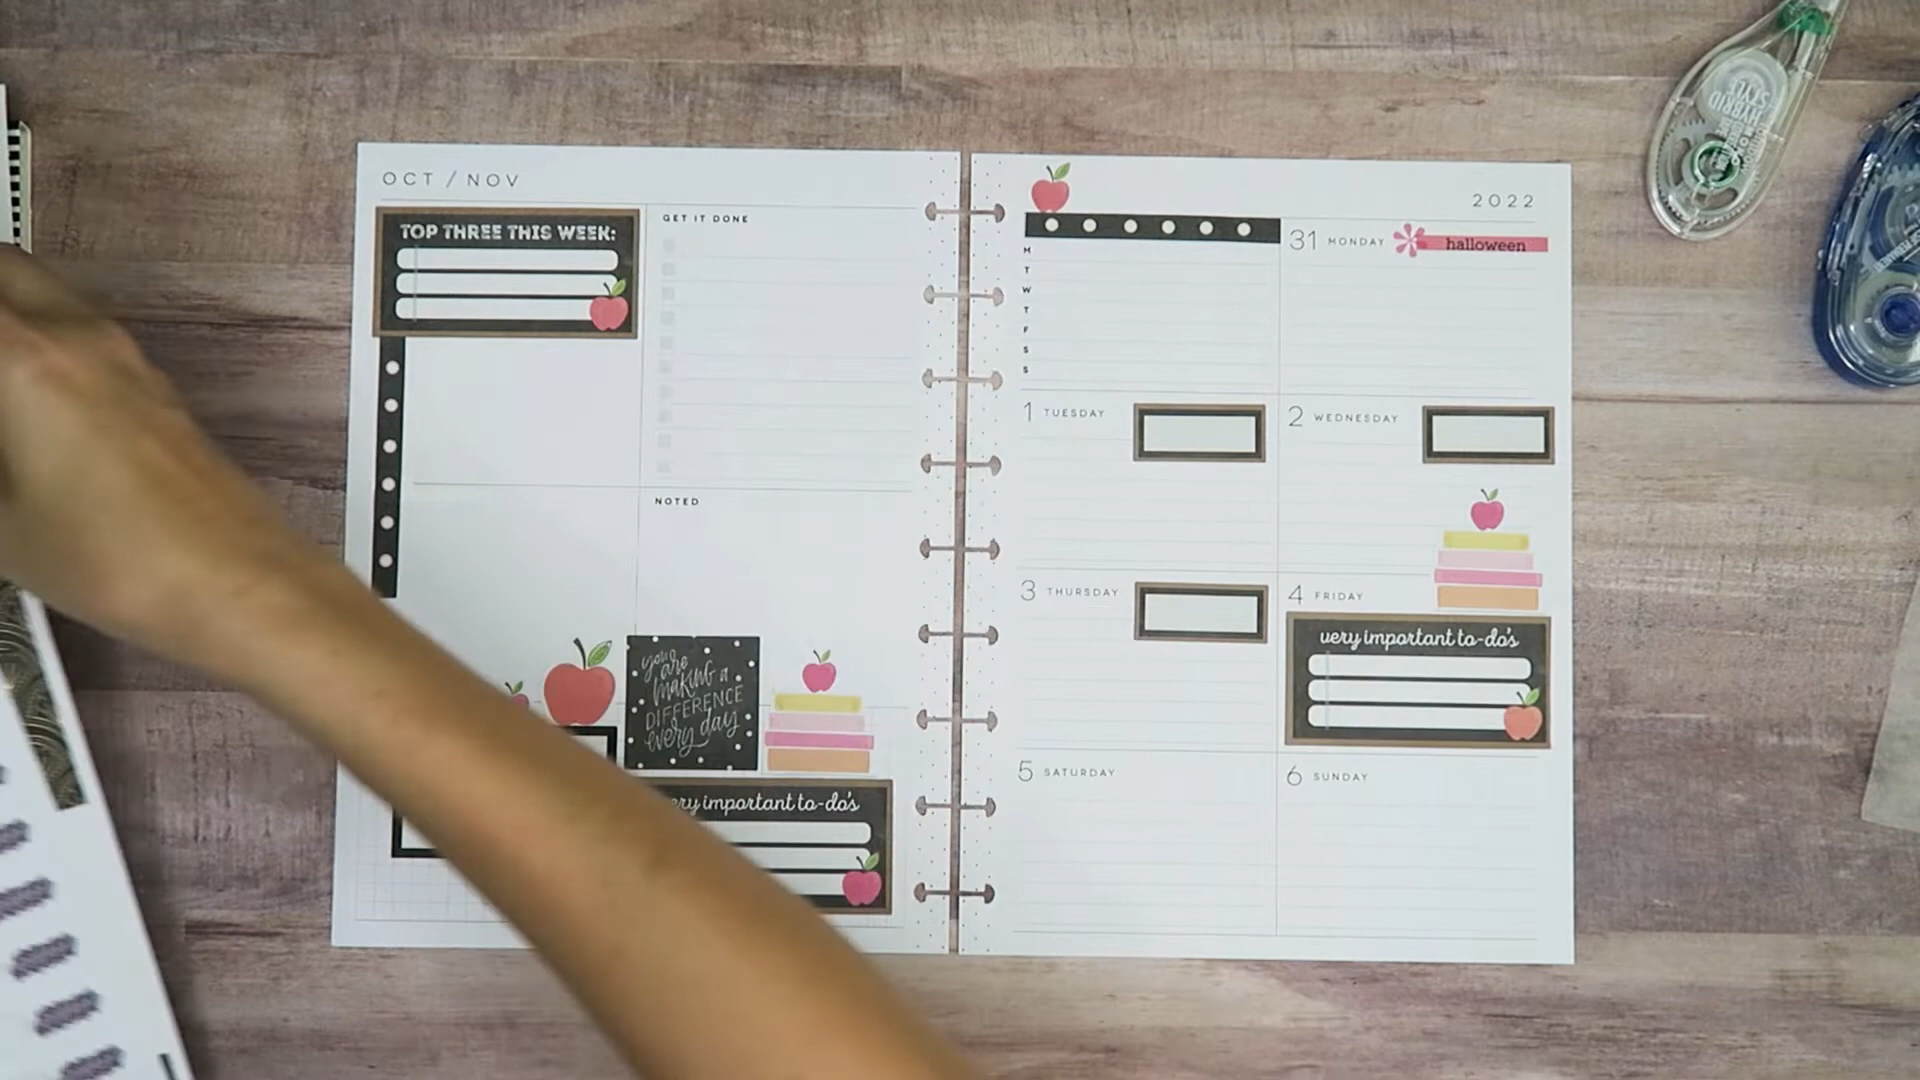 OCT / NOV
TOP THREE THIS WEEK:
GET IT DONE
NOTED
you are
making a
DIFFERENCE
every day
very important to-do's
2022
M
T
W
T
F
S
S
31 MONDAY
halloween
1 TUESDAY
2 WEDNESDAY
3 THURSDAY
4 FRIDAY
very important to-do's
5 SATURDAY
6 SUNDAY
HYBRID
STYLE